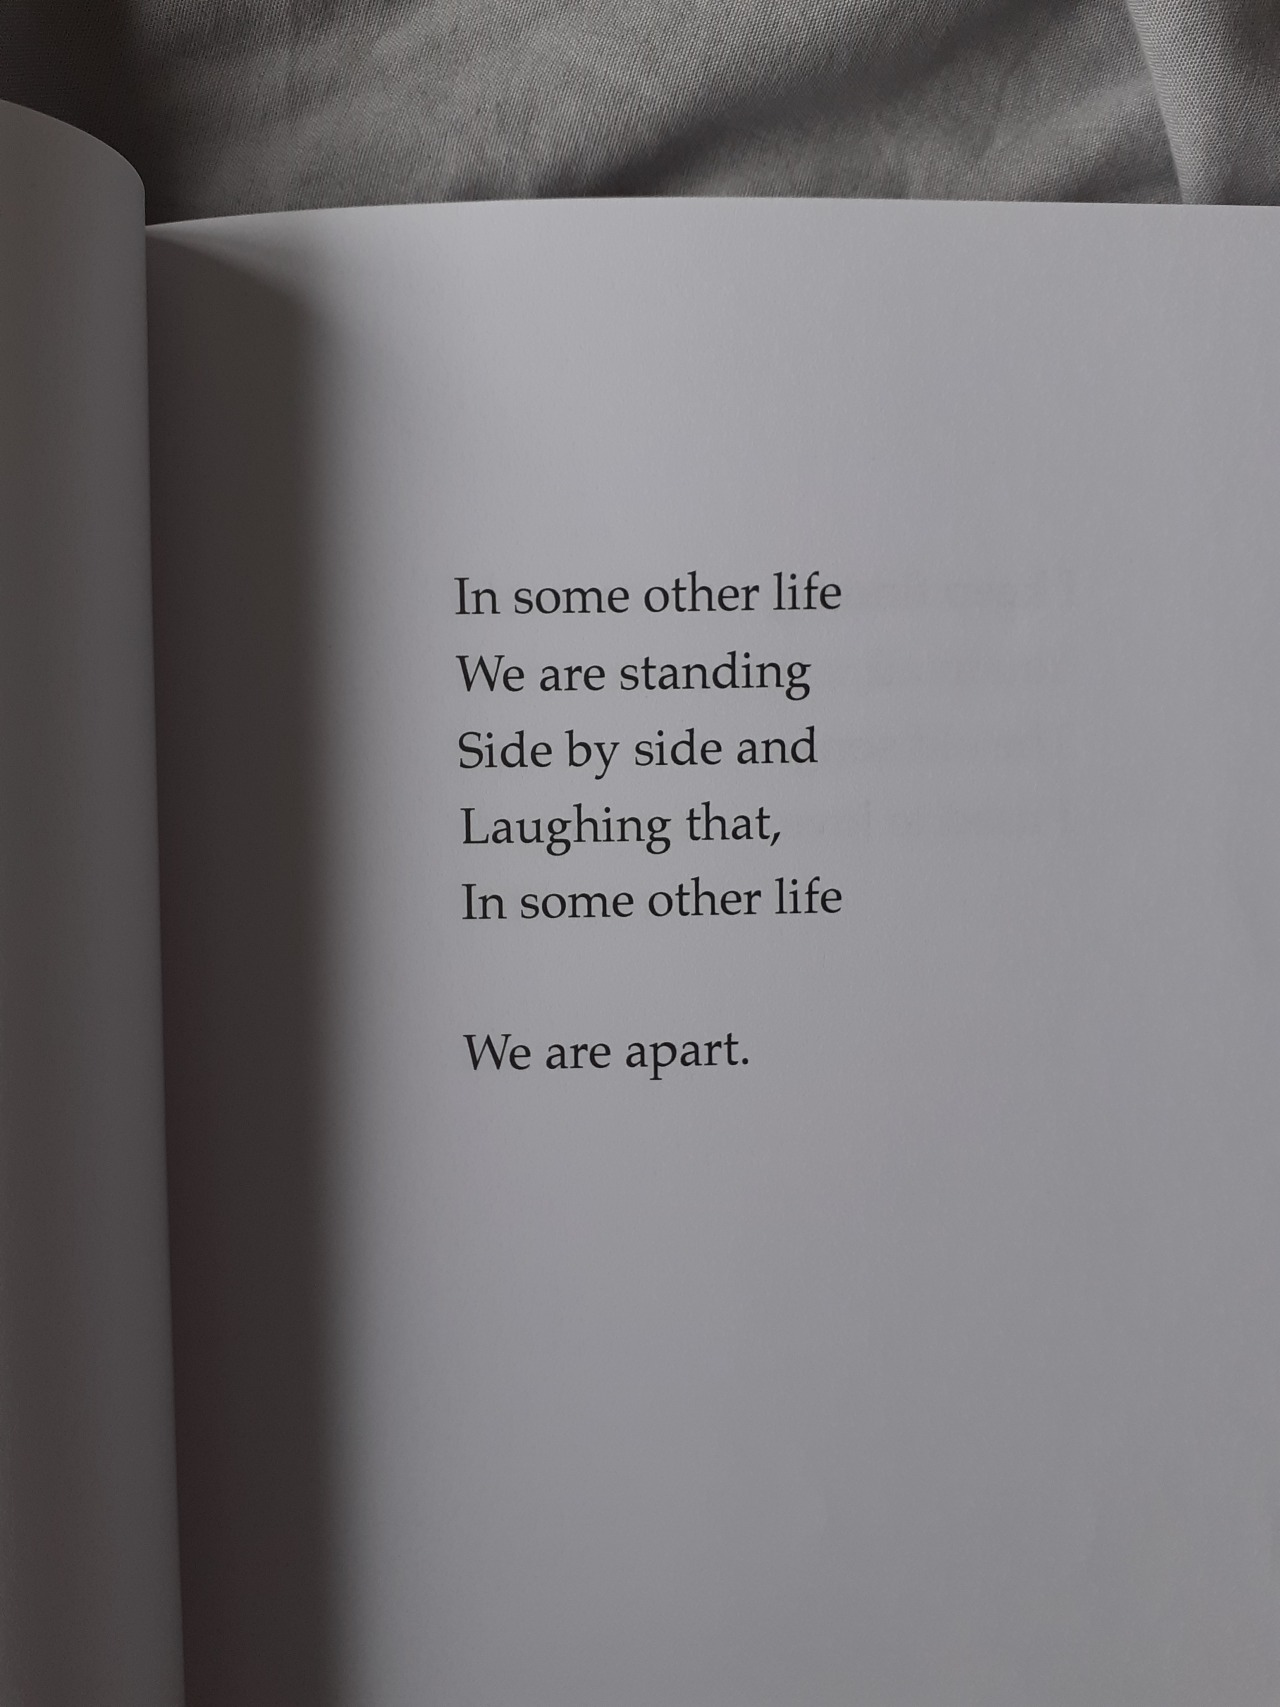 In some other life
We are standing
Side by side and
Laughing that,
In some other life
We are apart.